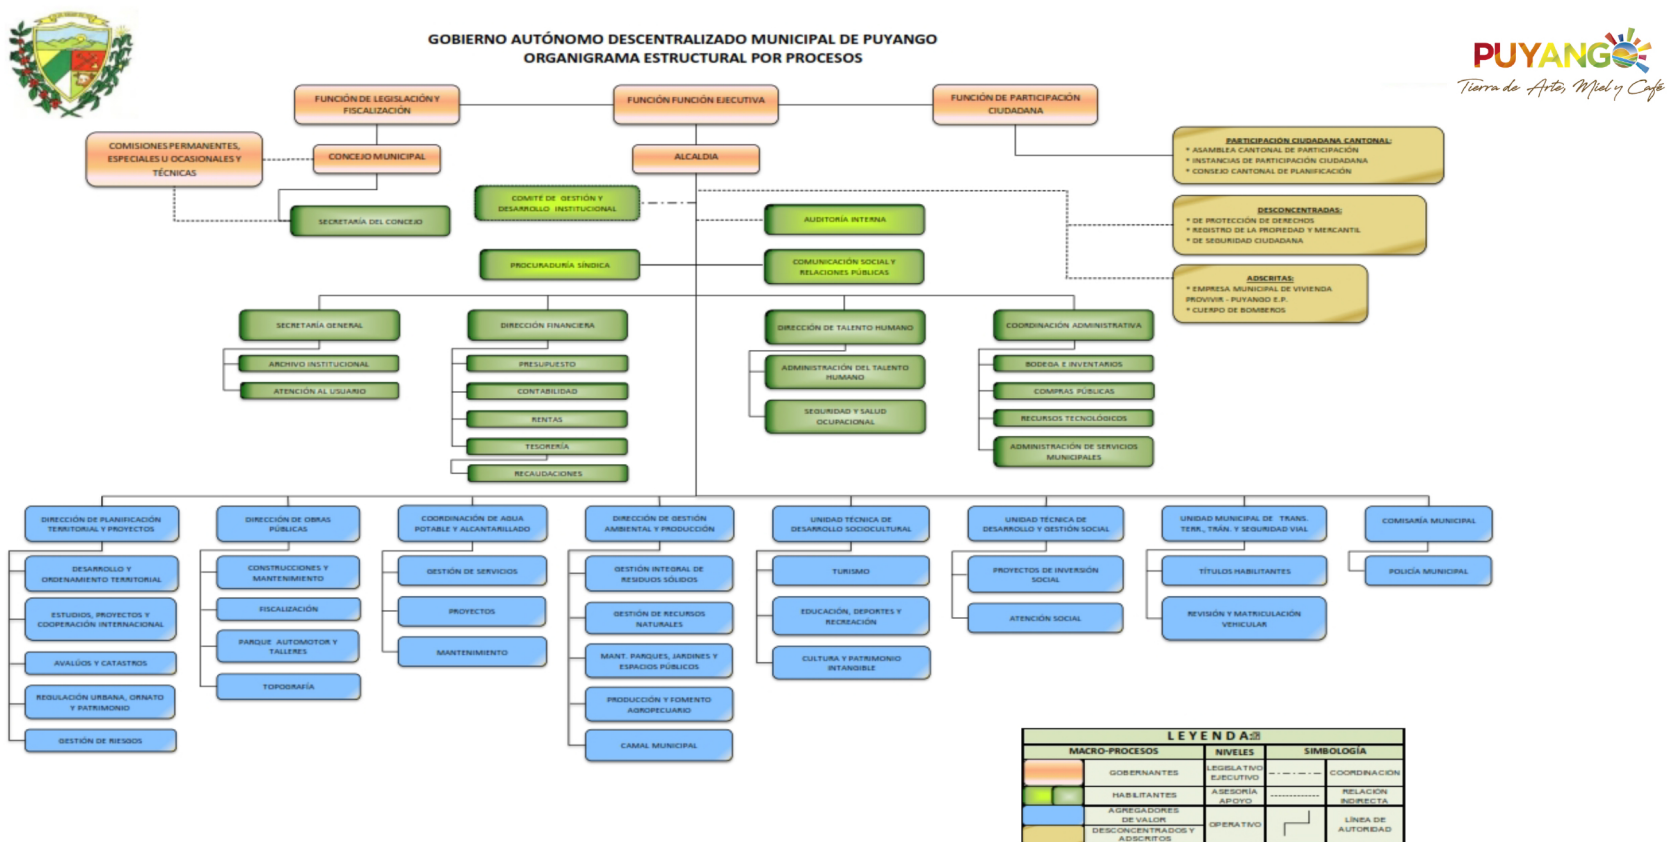 GOBIERNO AUTÓNOMO DESCENTRALIZADO MUNICIPAL DE PUYANGO
ORGANIGRAMA ESTRUCTURAL POR PROCESOS
PUYANGO
Tierra de Arte, Miel y Café
FUNCIÓN DE LEGISLACIÓN Y
FISCALIZACIÓN
FUNCIÓN FUNCIÓN EJECUTIVA
FUNCIÓN DE PARTICIPACIÓN
CIUDADANA
COMISIONES PERMANENTES,
ESPECIALES U OCASIONALES Y
TÉCNICAS
CONCEJO MUNICIPAL
ALCALDIA
PARTICIPACIÓN CIUDADANA CANTONAL:
* ASAMBLEA CANTONAL DE PARTICIPACIÓN
* INSTANCIAS DE PARTICIPACIÓN CIUDADANA
* CONSEJO CANTONAL DE PLANIFICACIÓN
SECRETARÍA DEL CONCEJO
COMITÉ DE GESTIÓN Y
DESARROLLO INSTITUCIONAL
AUDITORÍA INTERNA
DESCONCENTRADAS:
* DE PROTECCIÓN DE DERECHOS
* REGISTRO DE LA PROPIEDAD Y MERCANTIL
* DE SEGURIDAD CIUDADANA
PROCURADURÍA SÍNDICA
COMUNICACIÓN SOCIAL Y
RELACIONES PÚBLICAS
ADSCRITAS:
* EMPRESA MUNICIPAL DE VIVIENDA
PROVIVIR - PUYANGO E.P.
* CUERPO DE BOMBEROS
SECRETARÍA GENERAL
ARCHIVO INSTITUCIONAL
ATENCIÓN AL USUARIO
DIRECCIÓN FINANCIERA
PRESUPUESTO
CONTABILIDAD
RENTAS
TESORERÍA
RECAUDACIONES
DIRECCIÓN DE TALENTO HUMANO
ADMINISTRACIÓN DEL TALENTO
HUMANO
SEGURIDAD Y SALUD
OCUPACIONAL
COORDINACIÓN ADMINISTRATIVA
BODEGA E INVENTARIOS
COMPRAS PÚBLICAS
RECURSOS TECNOLÓGICOS
ADMINISTRACIÓN DE SERVICIOS
MUNICIPALES
DIRECCIÓN DE PLANIFICACIÓN
TERRITORIAL Y PROYECTOS
DESARROLLO Y
ORDENAMIENTO TERRITORIAL
ESTUDIOS, PROYECTOS Y
COOPERACIÓN INTERNACIONAL
AVALÚOS Y CATASTROS
REGULACIÓN URBANA, ORNATO
Y PATRIMONIO
GESTIÓN DE RIESGOS
DIRECCIÓN DE OBRAS
PÚBLICAS
CONSTRUCCIONES Y
MANTENIMIENTO
FISCALIZACIÓN
PARQUE AUTOMOTOR Y
TALLERES
TOPOGRAFÍA
COORDINACIÓN DE AGUA
POTABLE Y ALCANTARILLADO
GESTIÓN DE SERVICIOS
PROYECTOS
MANTENIMIENTO
DIRECCIÓN DE GESTIÓN
AMBIENTAL Y PRODUCCIÓN
GESTIÓN INTEGRAL DE
RESIDUOS SÓLIDOS
GESTIÓN DE RECURSOS
NATURALES
MANT. PARQUES, JARDINES Y
ESPACIOS PÚBLICOS
PRODUCCIÓN Y FOMENTO
AGROPECUARIO
CAMAL MUNICIPAL
UNIDAD TÉCNICA DE
DESARROLLO SOCIOCULTURAL
TURISMO
EDUCACIÓN, DEPORTES Y
RECREACIÓN
CULTURA Y PATRIMONIO
INTANGIBLE
UNIDAD TÉCNICA DE
DESARROLLO Y GESTIÓN SOCIAL
PROYECTOS DE INVERSIÓN
SOCIAL
ATENCIÓN SOCIAL
UNIDAD MUNICIPAL DE TRANS.
TERR., TRÁN. Y SEGURIDAD VIAL
TÍTULOS HABILITANTES
REVISIÓN Y MATRICULACIÓN
VEHICULAR
COMISARÍA MUNICIPAL
POLICÍA MUNICIPAL
LEYENDA
MACRO-PROCESOS NIVELES SIMBOLOGÍA
GOBERNANTES
LEGISLATIVO
EJECUTIVO
COORDINACIÓN
HABILITANTES
ASESORÍA
APOYO
RELACIÓN
INDIRECTA
AGREGADORES
DE VALOR
OPERATIVO
LÍNEA DE
AUTORIDAD
DESCONCENTRADOS Y
ADSCRITOS